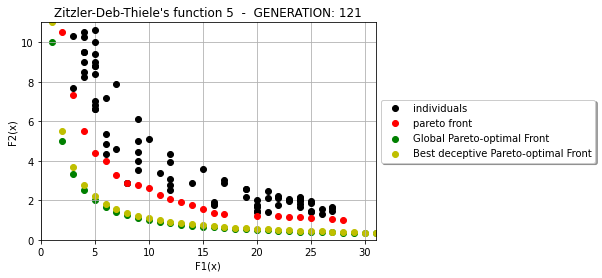 Zitzler-Deb-Thiele's function 5 - GENERATION: 121
10
8
6
4
2
0
F2(x)
0 5 10 15 20 25 30
F1(x)
individuals
pareto front
Global Pareto-optimal Front
Best deceptive Pareto-optimal Front